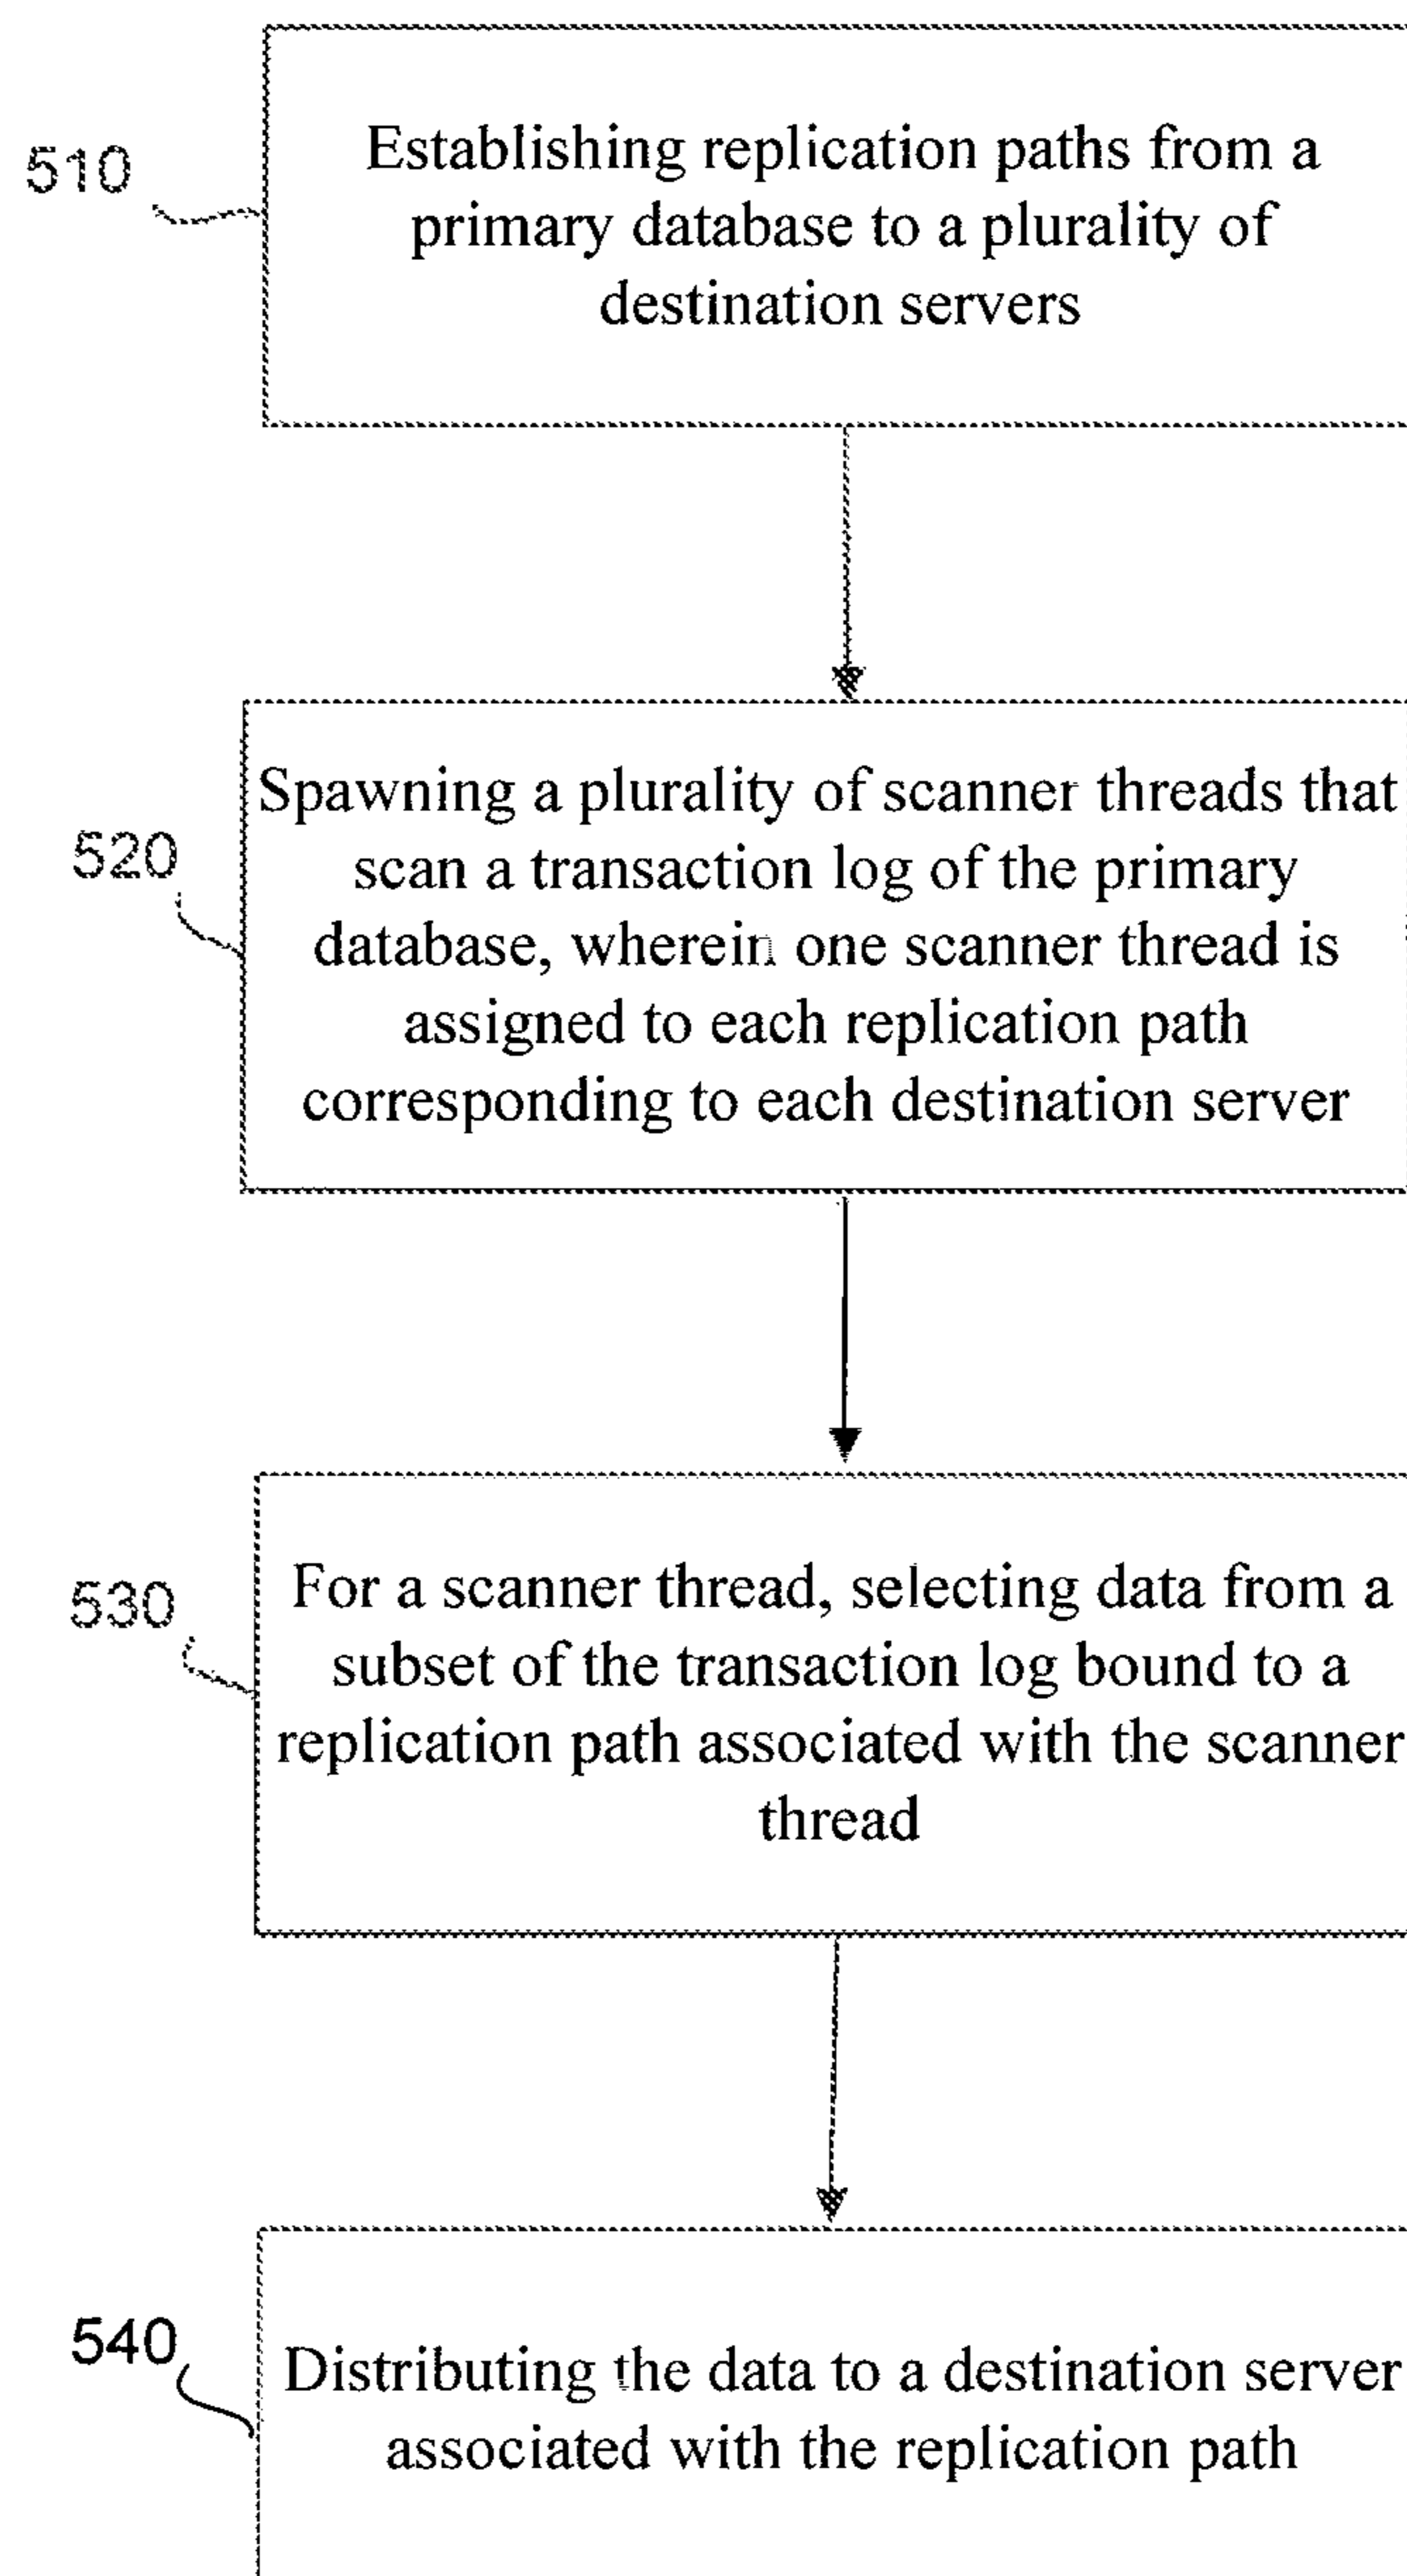 510
Establishing replication paths from a
primary database to a plurality of
destination servers
520
Spawning a plurality of scanner threads that
scan a transaction log of the primary
database, wherein one scanner thread is
assigned to each replication path
corresponding to each destination server
530
For a scanner thread, selecting data from a
subset of the transaction log bound to a
replication path associated with the scanner
thread
540
Distributing the data to a destination server
associated with the replication path